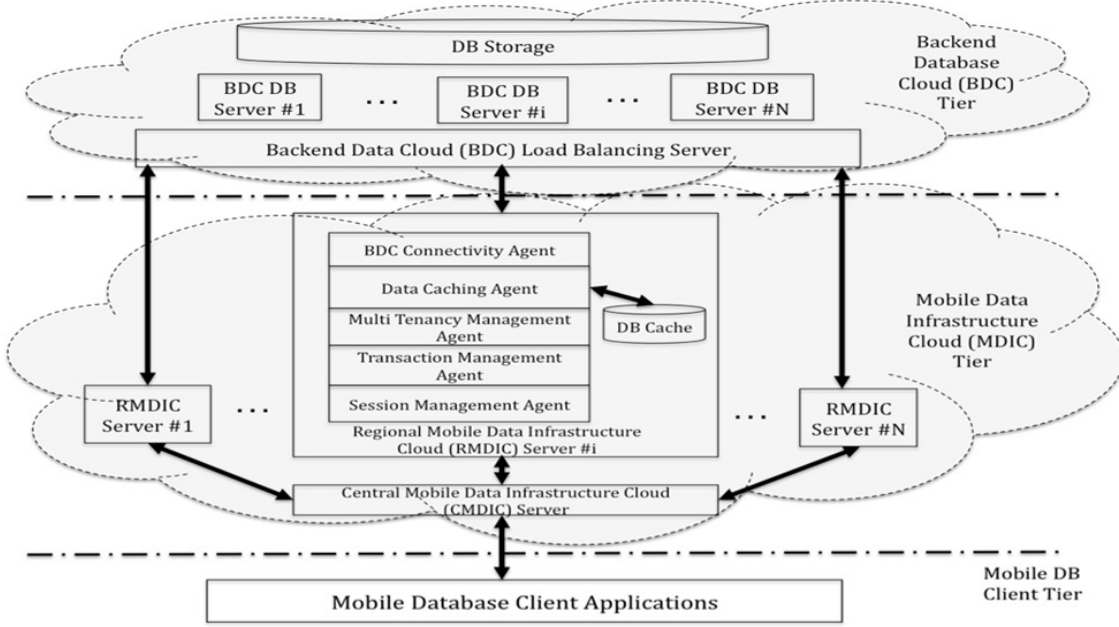 DB Storage
Backend
Database
Cloud (BDC)
Tier
BDC DB
Server #1
...
BDC DB
Server #i
...
BDC DB
Server #N
Backend Data Cloud (BDC) Load Balancing Server
BDC Connectivity Agent
Data Caching Agent
DB Cache
Multi Tenancy Management
Agent
Transaction Management
Agent
Session Management Agent
Regional Mobile Data Infrastructure
Cloud (RMDIC) Server #i
Mobile Data
Infrastructure
Cloud (MDIC)
Tier
RMDIC
Server #1
...
...
RMDIC
Server #N
Central Mobile Data Infrastructure Cloud
(CMDIC) Server
Mobile DB
Client Tier
Mobile Database Client Applications